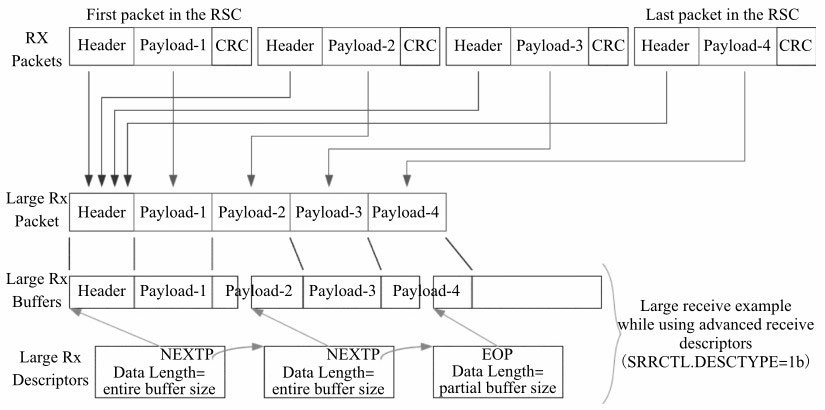 First packet in the RSC
Last packet in the RSC
RX
Packets
Header Payload-1 CRC Header Payload-2 CRC Header Payload-3 CRC Header Payload-4 CRC
Large Rx
Packet
Header Payload-1 Payload-2 Payload-3 Payload-4
Large Rx
Buffers
Header Payload-1 Payload-2 Payload-3 Payload-4
Large Rx
Descriptors
NEXTP
Data Length=
entire buffer size
NEXTP
Data Length=
entire buffer size
EOP
Data Length=
partial buffer size
Large receive example
while using advanced receive
descriptors
(SRRCTL.DESCTYPE=1b)